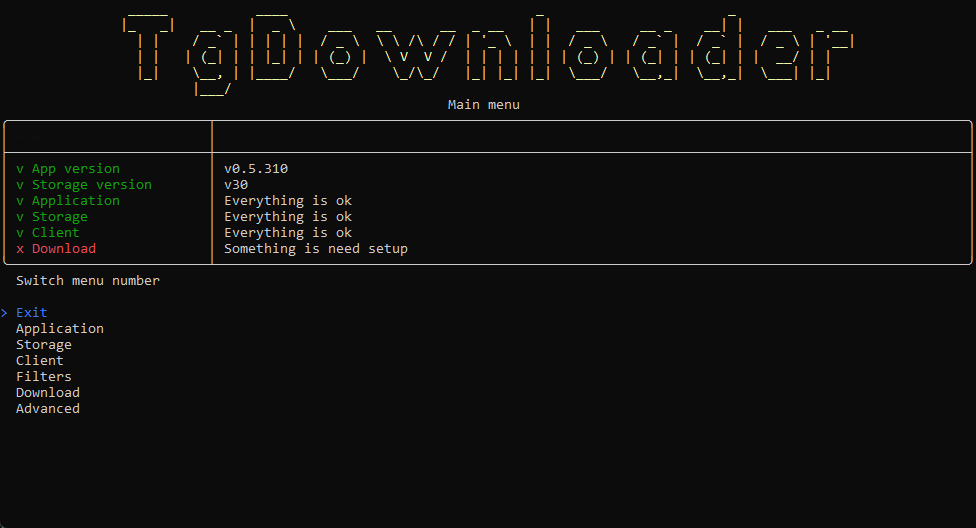 TgDownloader
Main menu
v App version v0.5.310
v Storage version v30
v Application Everything is ok
v Storage Everything is ok
v Client Everything is ok
x Download Something is need setup
Switch menu number
> Exit
Application
Storage
Client
Filters
Download
Advanced